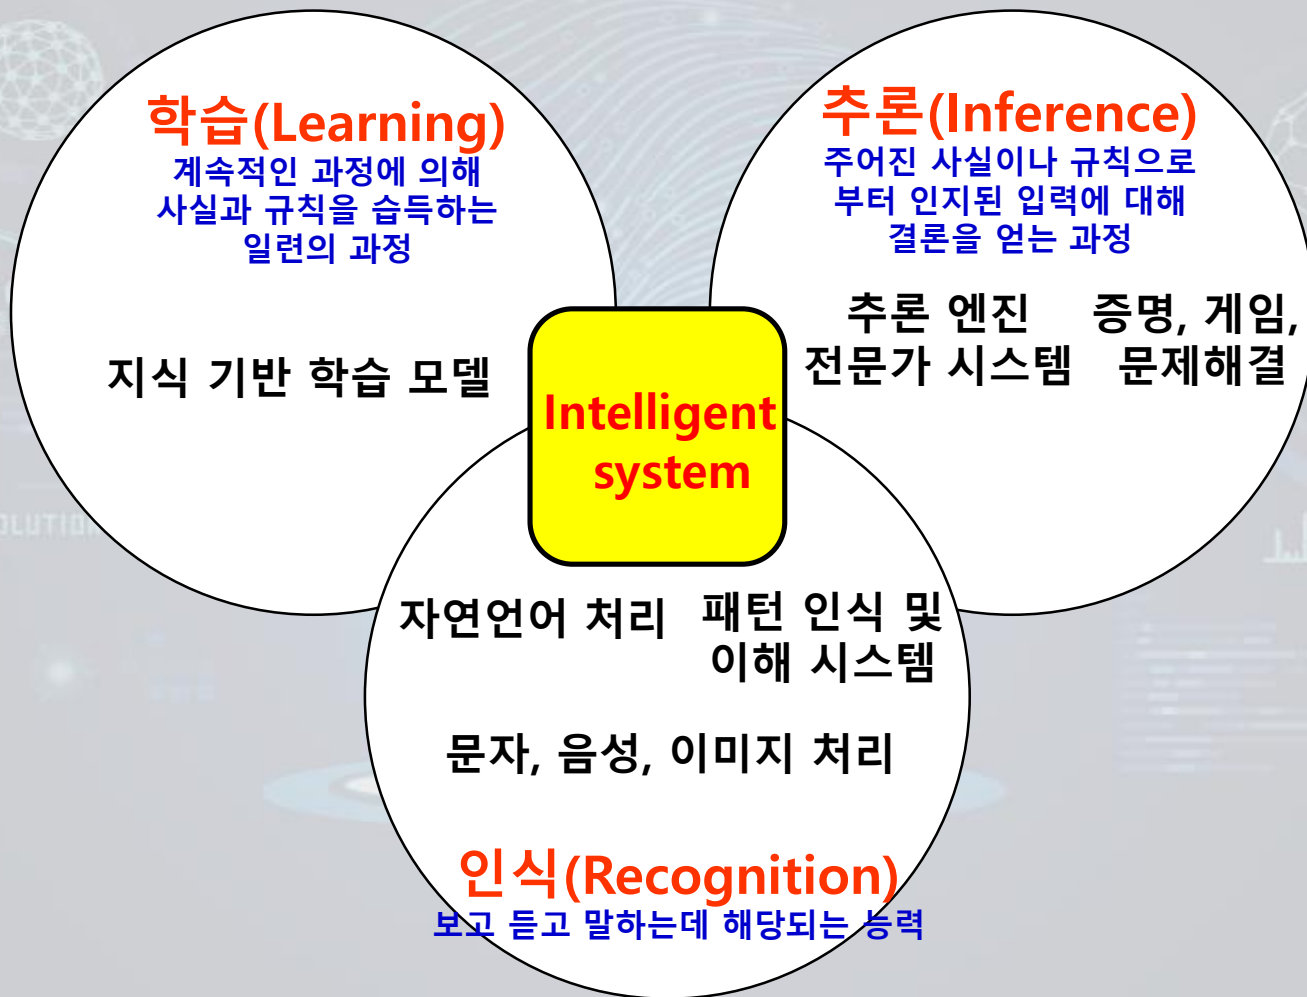 학습(Learning)
계속적인 과정에 의해
사실과 규칙을 습득하는
일련의 과정
지식 기반 학습 모델
추론(Inference)
주어진 사실이나 규칙으로
부터 인지된 입력에 대해
결론을 얻는 과정
추론 엔진
전문가 시스템
증명, 게임,
문제해결
Intelligent
system
자연언어 처리
패턴 인식 및
이해 시스템
문자, 음성, 이미지 처리
인식(Recognition)
보고 듣고 말하는데 해당되는 능력